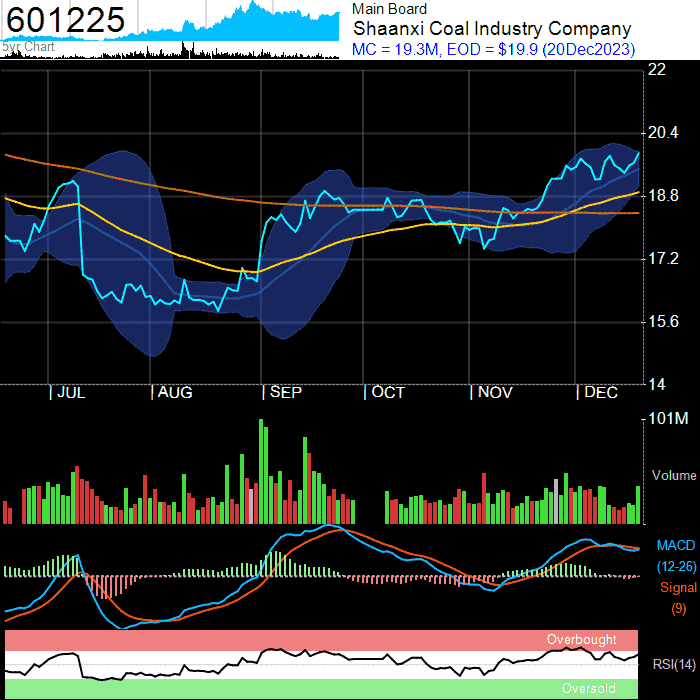 601225
5yr Chart
Main Board
Shaanxi Coal Industry Company
MC = 19.3M, EOD = $19.9 (20Dec2023)
22
20.4
18.8
17.2
15.6
14
| JUL | AUG | SEP | OCT | NOV | DEC
101M
Volume
MACD
(12-26)
Signal
(9)
Overbought
RSI(14)
Oversold